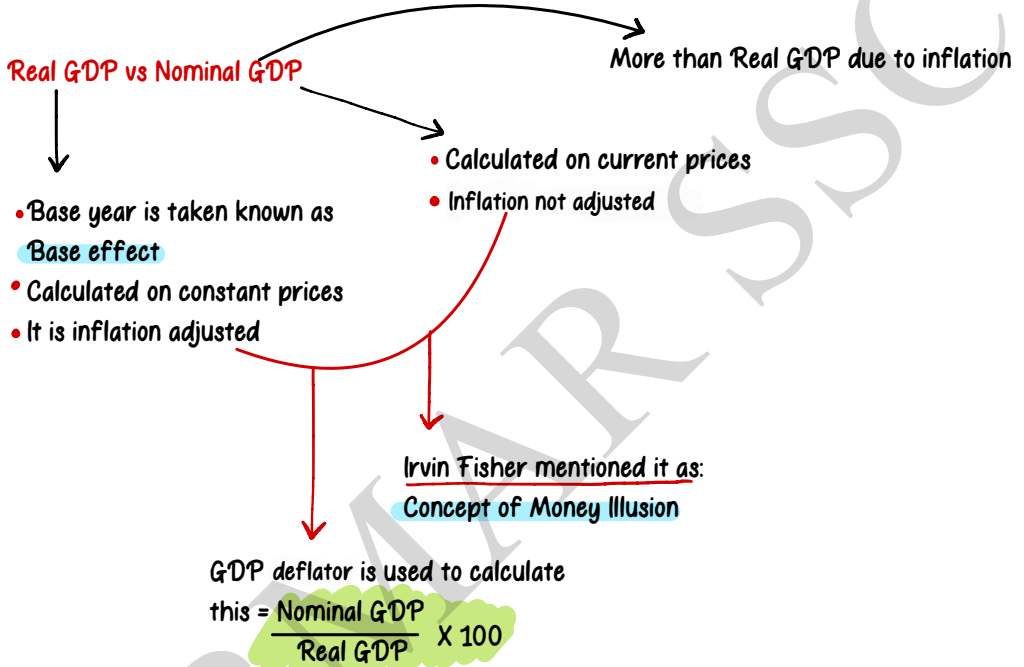 More than Real GDP due to inflation
Real GDP vs Nominal GDP
• Calculated on current prices
• Inflation not adjusted
• Base year is taken known as
Base effect
• Calculated on constant prices
• It is inflation adjusted
Irvin Fisher mentioned it as:
Concept of Money Illusion
GDP deflator is used to calculate
this = Nominal GDP
Real GDP X 100
MAR SSC